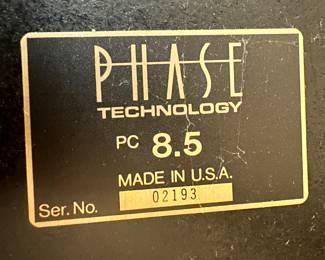 PHASE
TECHNOLOGY
PC 8.5
MADE IN U.S.A.
Ser. No. 02193